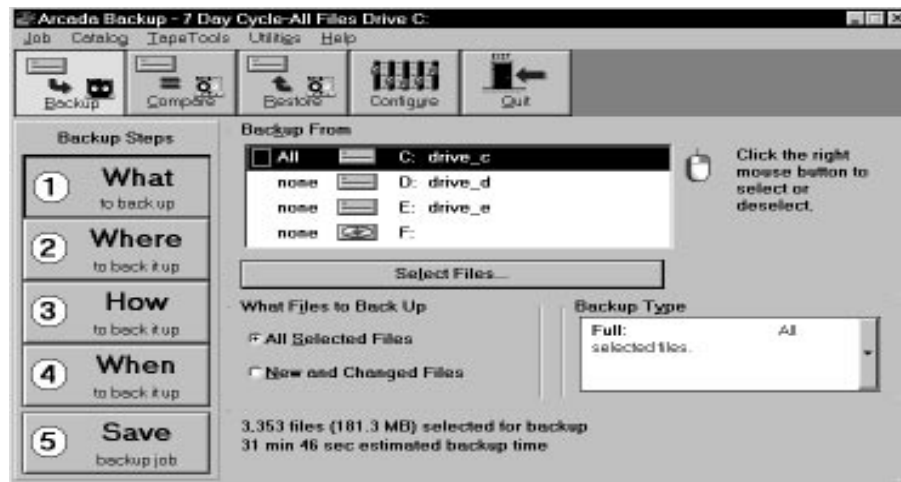 Arcada Backup - 7 Day Cycle-All Files Drive C:
Job Catalog TapeTools Utilities Help
Backup Compare Restore Configure Quit
Backup Steps
1 What
to back up
2 Where
to back it up
3 How
to back it up
4 When
to back it up
5 Save
backup job
Backup From
All C: drive_c
none D: drive_d
none E: drive_e
none F:
Click the right
mouse button to
select or
deselect.
Select Files...
What Files to Back Up
All Selected Files
New and Changed Files
Backup Type
Full: All
selected files.
3,353 files (181.3 MB) selected for backup
31 min 46 sec estimated backup time